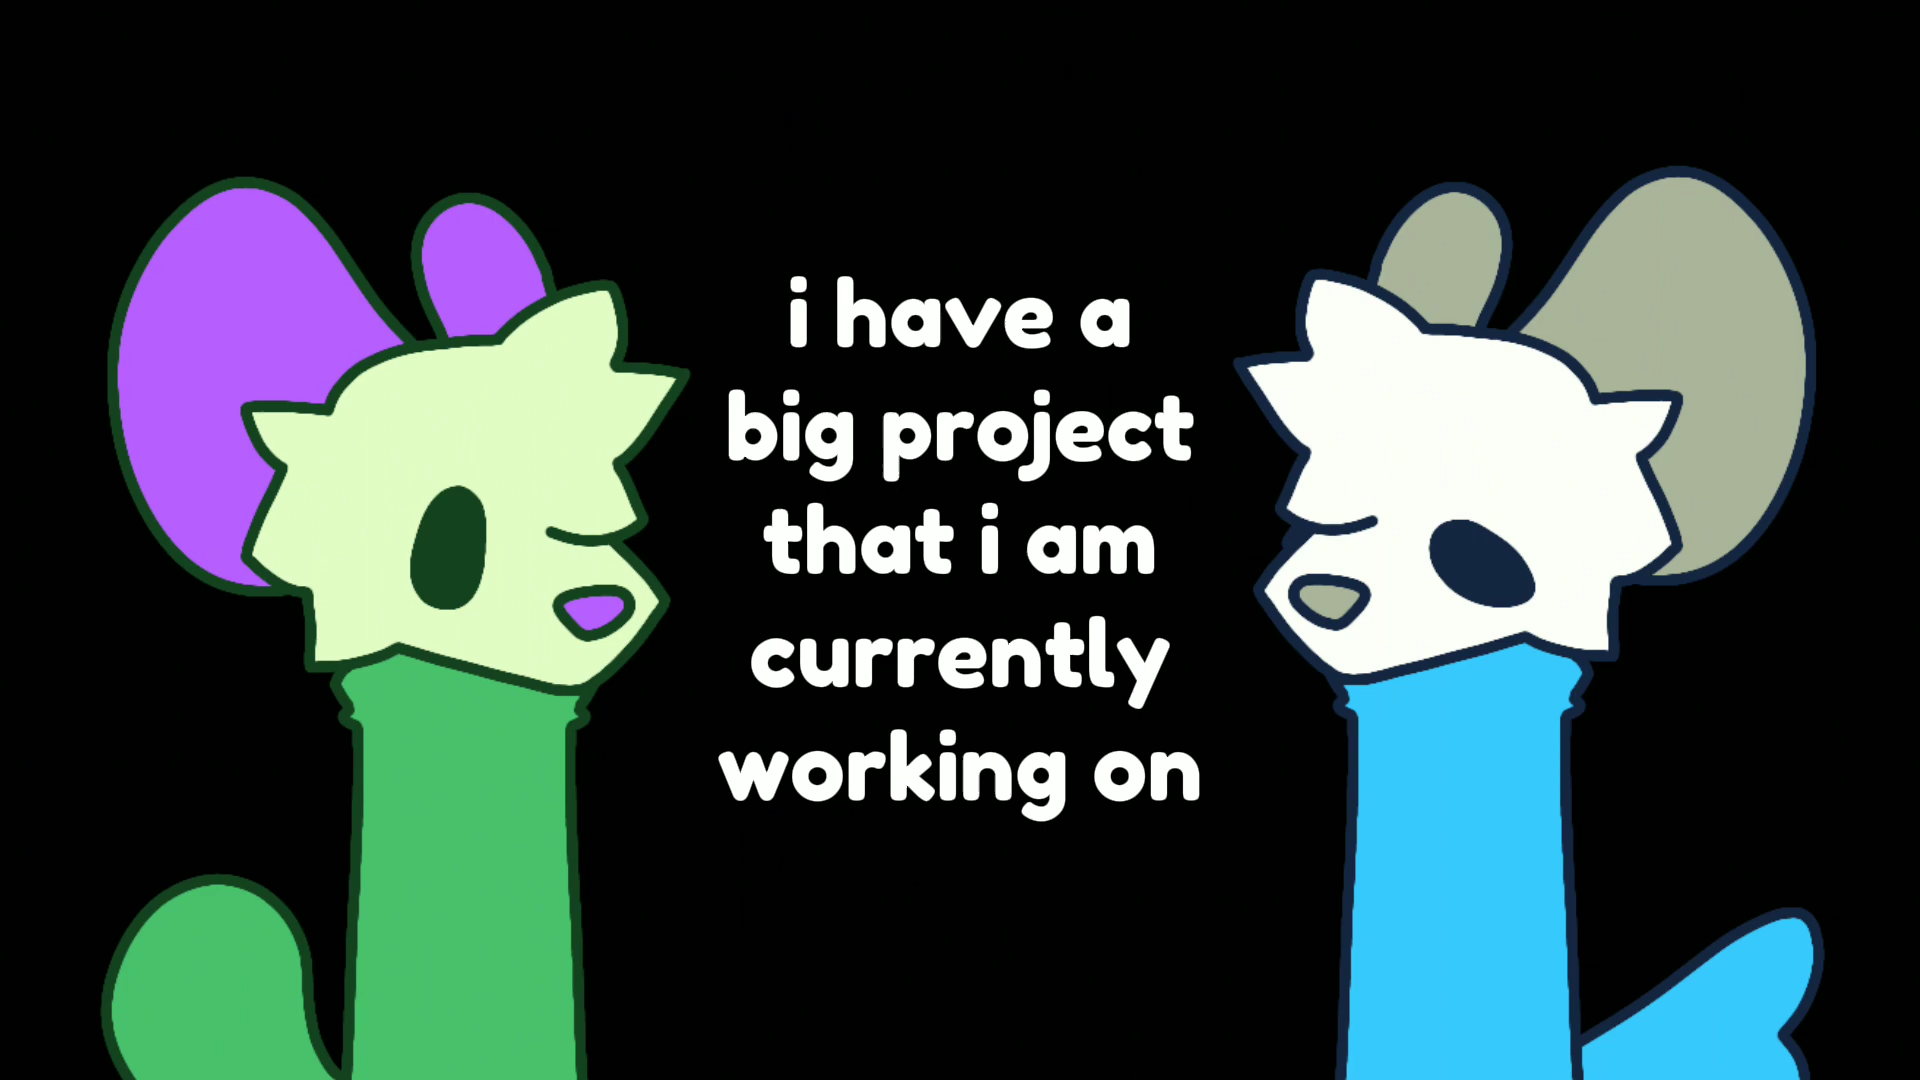 i have a
big project
that i am
currently
working on